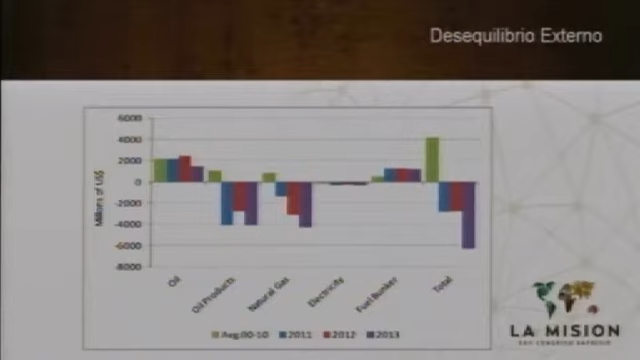 Desequilibrio Externo
Millions of US$
6000
4000
2000
0
-2000
-4000
-6000
-8000
Oil
Oil Products
Natural Gas
Electricity
Fuel Bunker
Total
Avg.00-10
2011
2012
2013
LA MISION